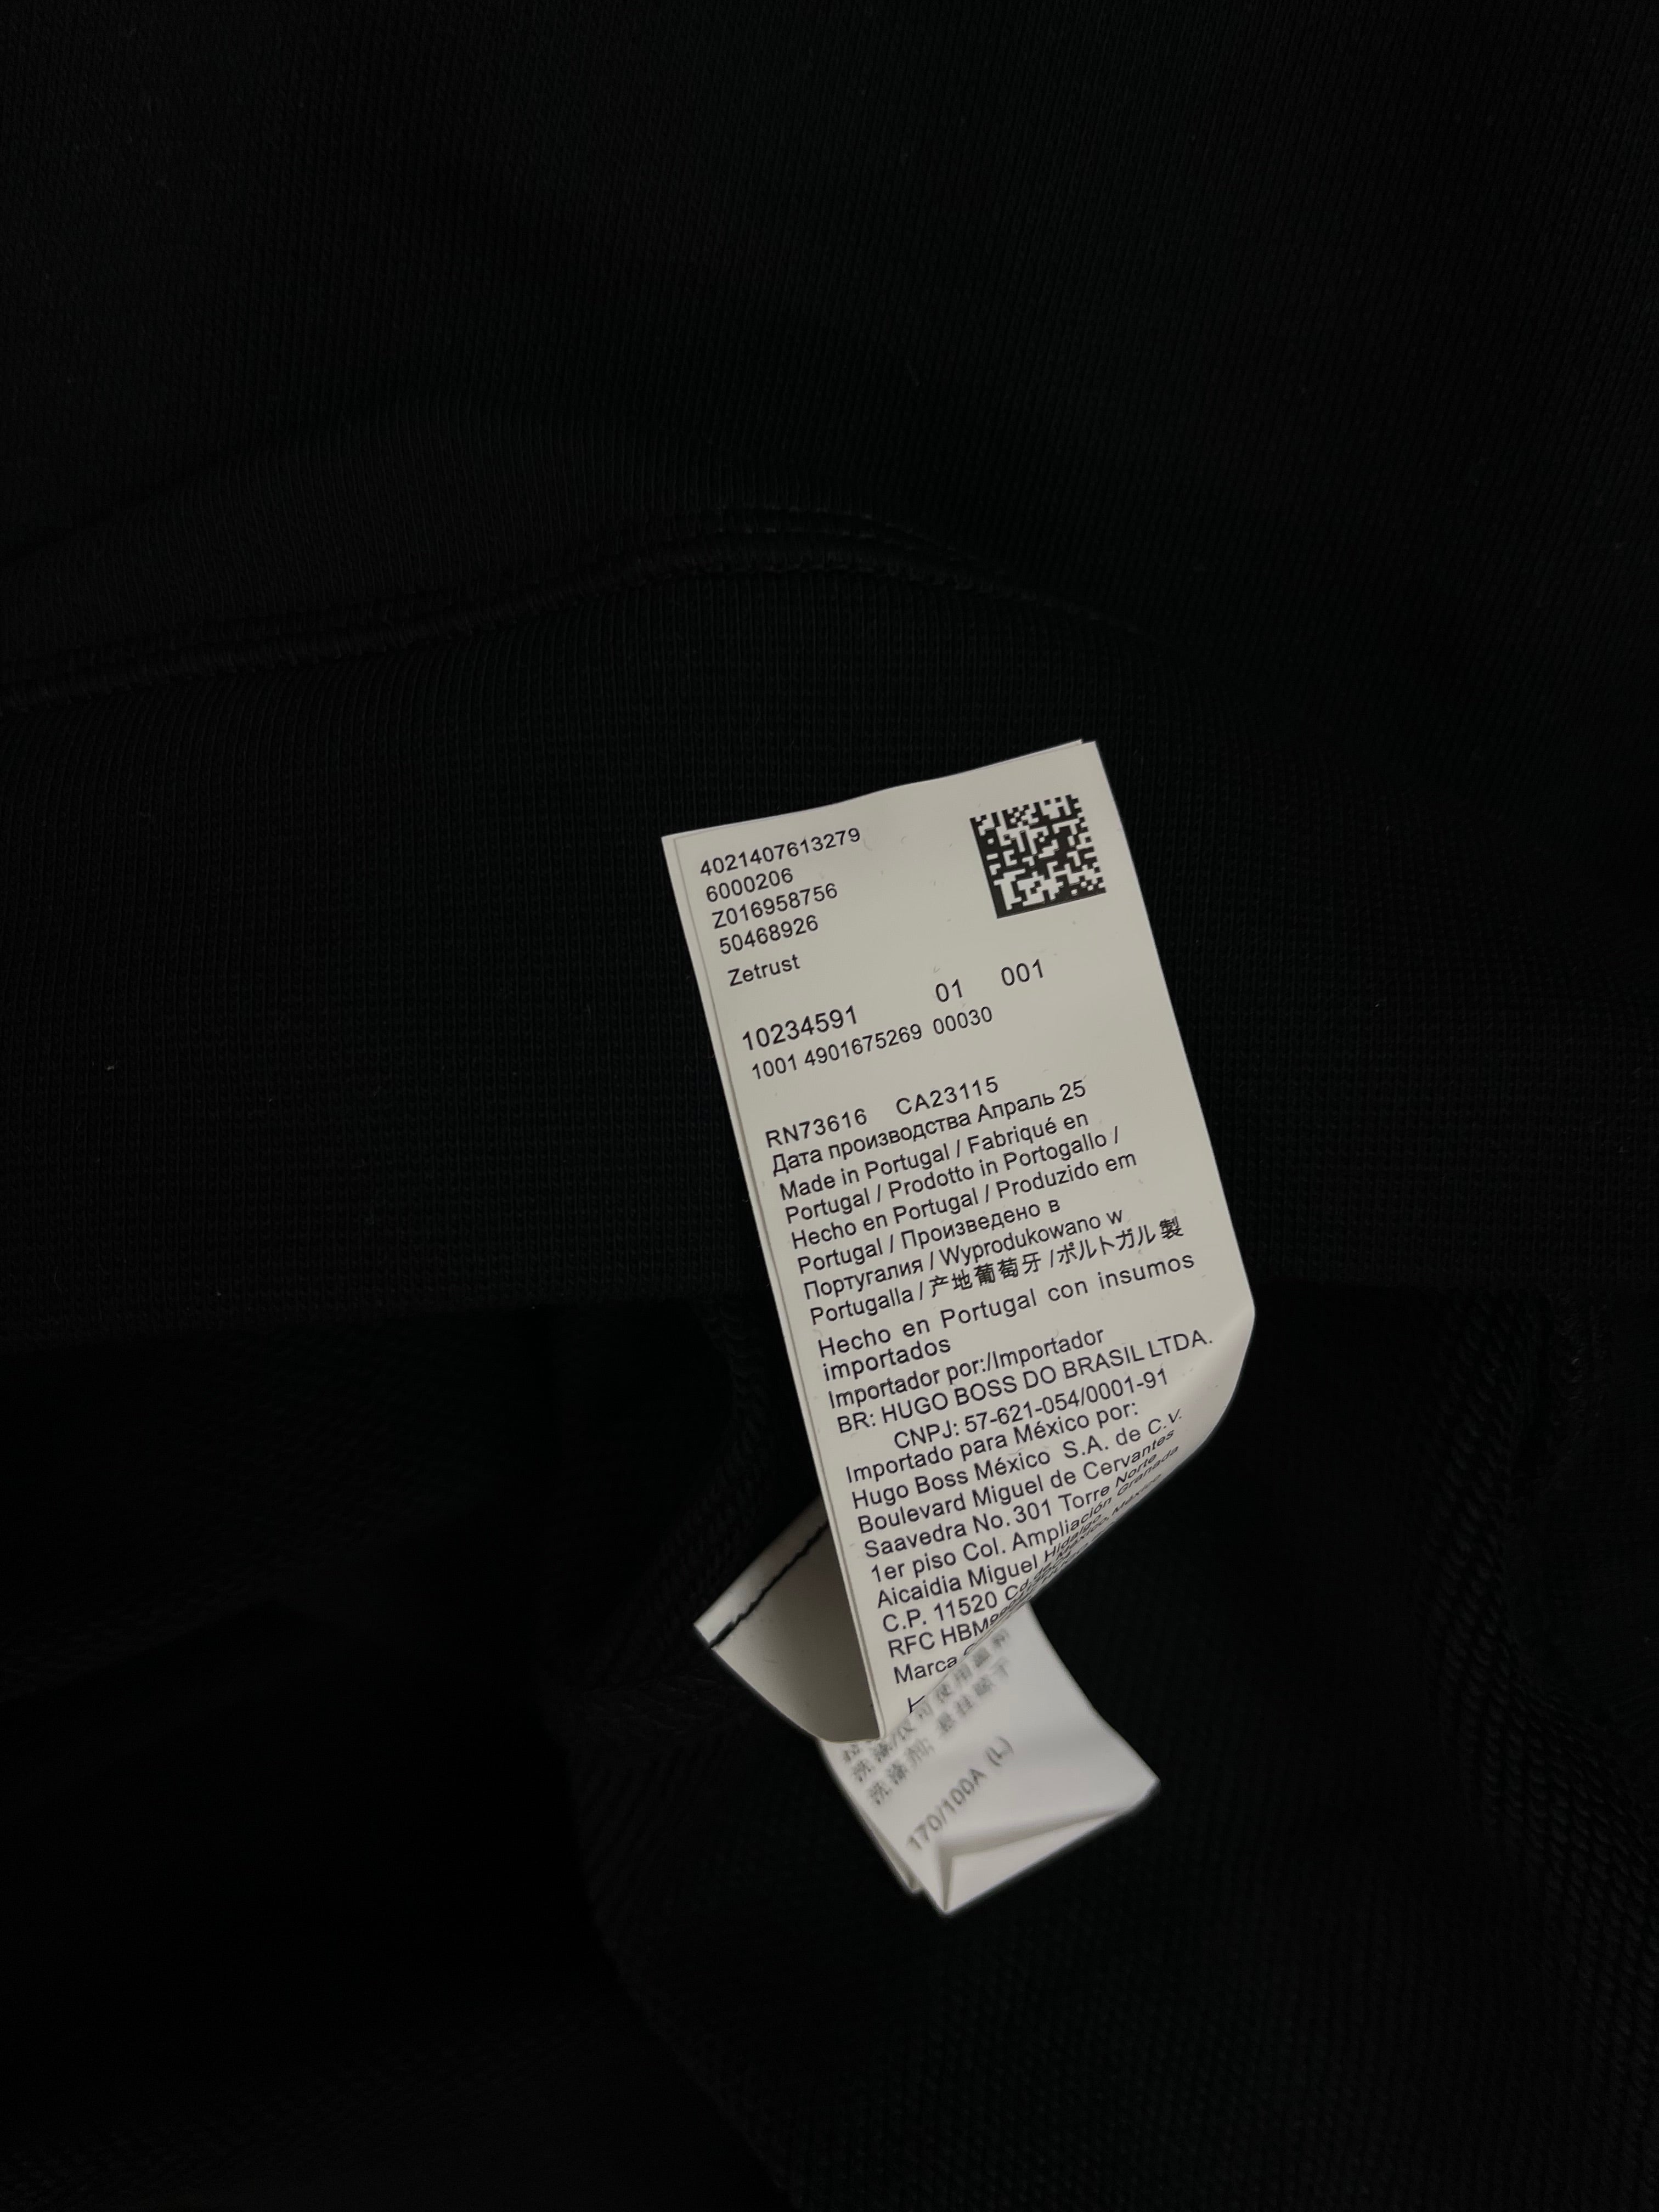 4021407613279
6000206
Z016958756
50468926
Zetrust
10234591 01 001
1001 4901675269 00030
RN73616 CA23115
Дата производства Апраль 25
Made in Portugal / Fabriqué en
Portugal / Prodotto in Portogallo /
Hecho en Portugal / Produzido em
Portugal / Произведено в
Португалия / Wyprodukowano w
Portugalla / 产地葡萄牙 /ポルトガル製
Hecho en Portugal con insumos
importados
Importador por:/Importador
BR: HUGO BOSS DO BRASIL LTDA.
CNPJ: 57-621-054/0001-91
Importado para México por:
Hugo Boss México S.A. de C.V.
Boulevard Miguel de Cervantes
Saavedra No. 301 Torre Norte
1er piso Col. Ampliación Granada
Aicaidia Miguel Hidalgo,
C.P. 11520 Cd.
RFC
Marca
170/100A (L)